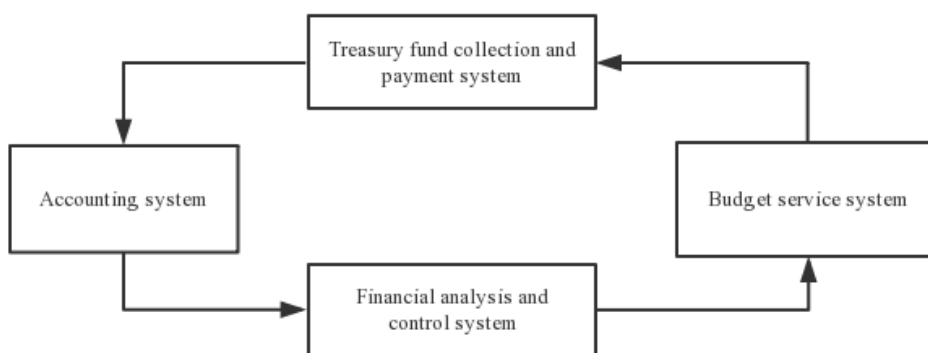 Treasury fund collection and
payment system
Accounting system
Budget service system
Financial analysis and
control system